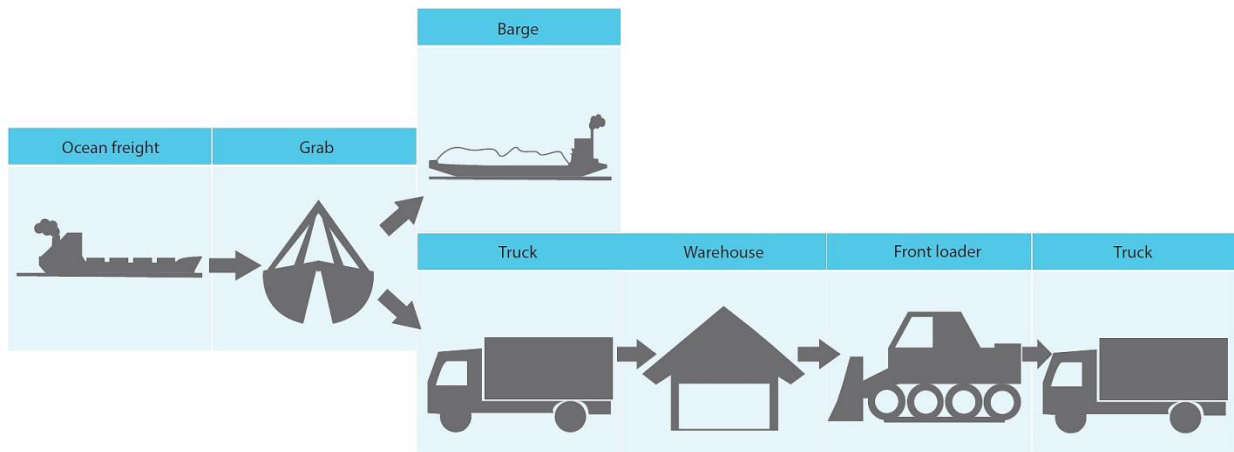 Barge
Ocean freight
Grab
Truck
Warehouse
Front loader
Truck